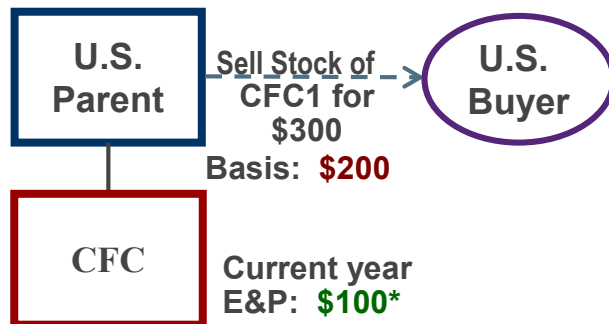 U.S.
Parent
Sell Stock of
CFC1 for
$300
Basis: $200
U.S.
Buyer
CFC
Current year
E&P: $100*